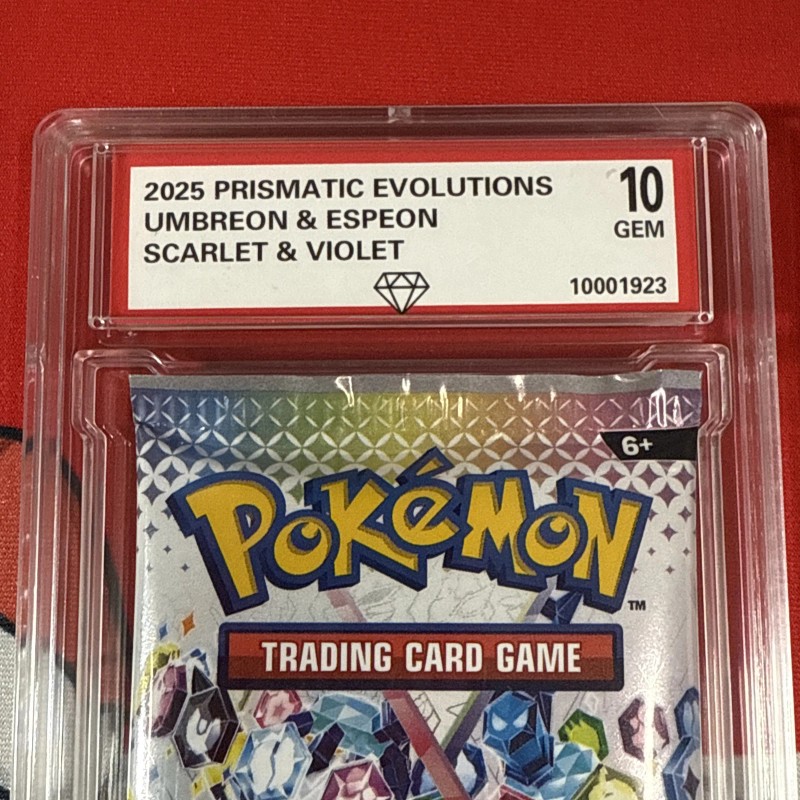 2025 PRISMATIC EVOLUTIONS
UMBREON & ESPEON
SCARLET & VIOLET
10
GEM
10001923
6+
POKéMON
TM
TRADING CARD GAME